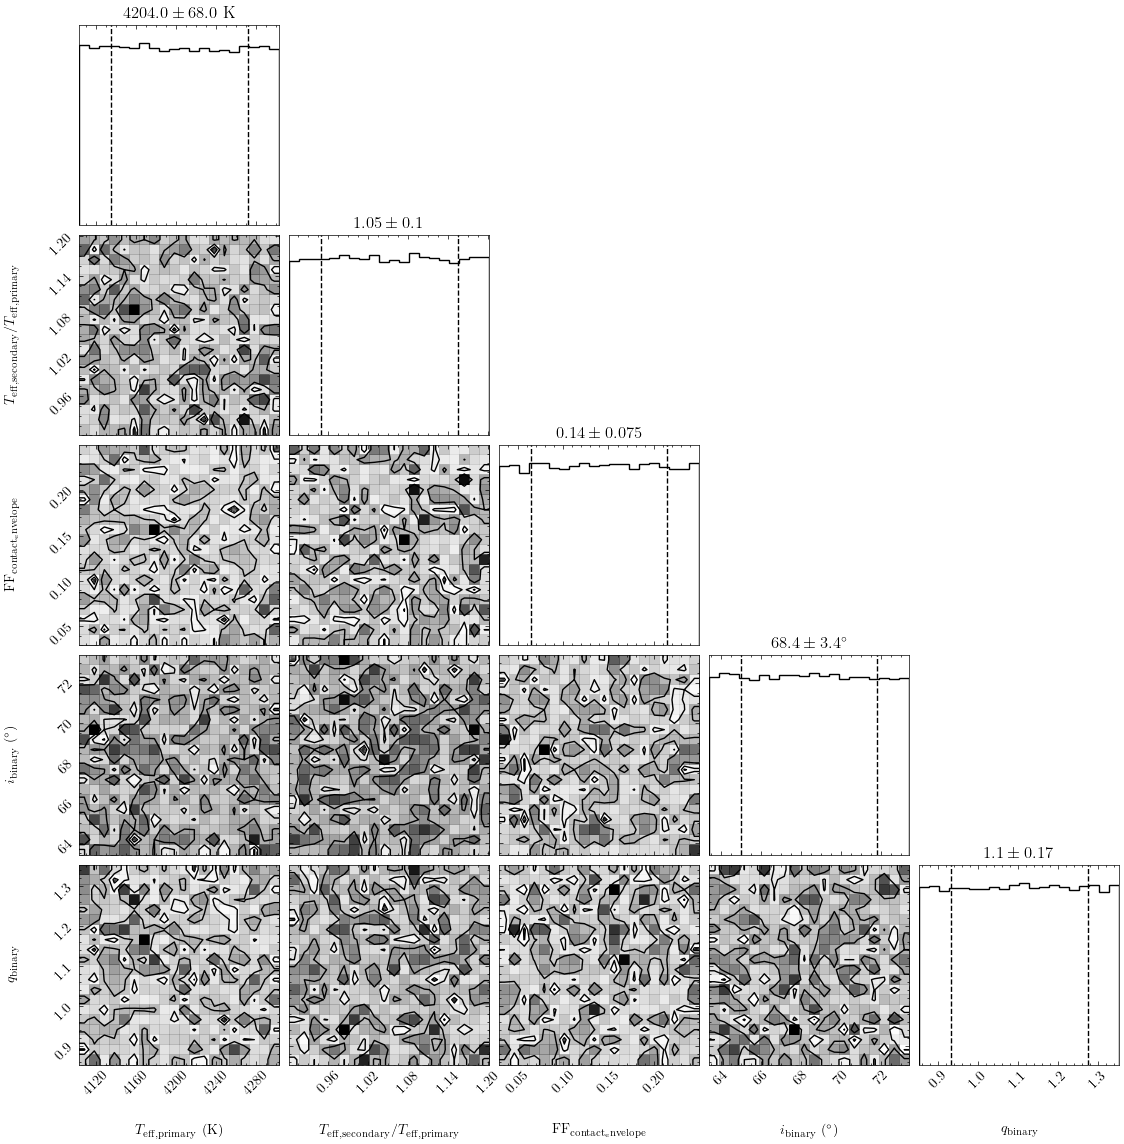 4204.0 ± 68.0 K
1.05 ± 0.1
1.20
1.14
1.08
1.02
0.96
T_eff,secondary/T_eff,primary
0.14 ± 0.075
0.20
0.15
0.10
0.05
FF_contact_envelope
68.4 ± 3.4°
72
70
68
66
64
i_binary (°)
1.1 ± 0.17
1.3
1.2
1.1
1.0
0.9
q_binary
4120 4160 4200 4240 4280
0.96 1.02 1.08 1.14 1.20
0.05 0.10 0.15 0.20
64 66 68 70 72
0.9 1.0 1.1 1.2 1.3
T_eff,primary (K) T_eff,secondary/T_eff,primary FF_contact_envelope i_binary (°) q_binary